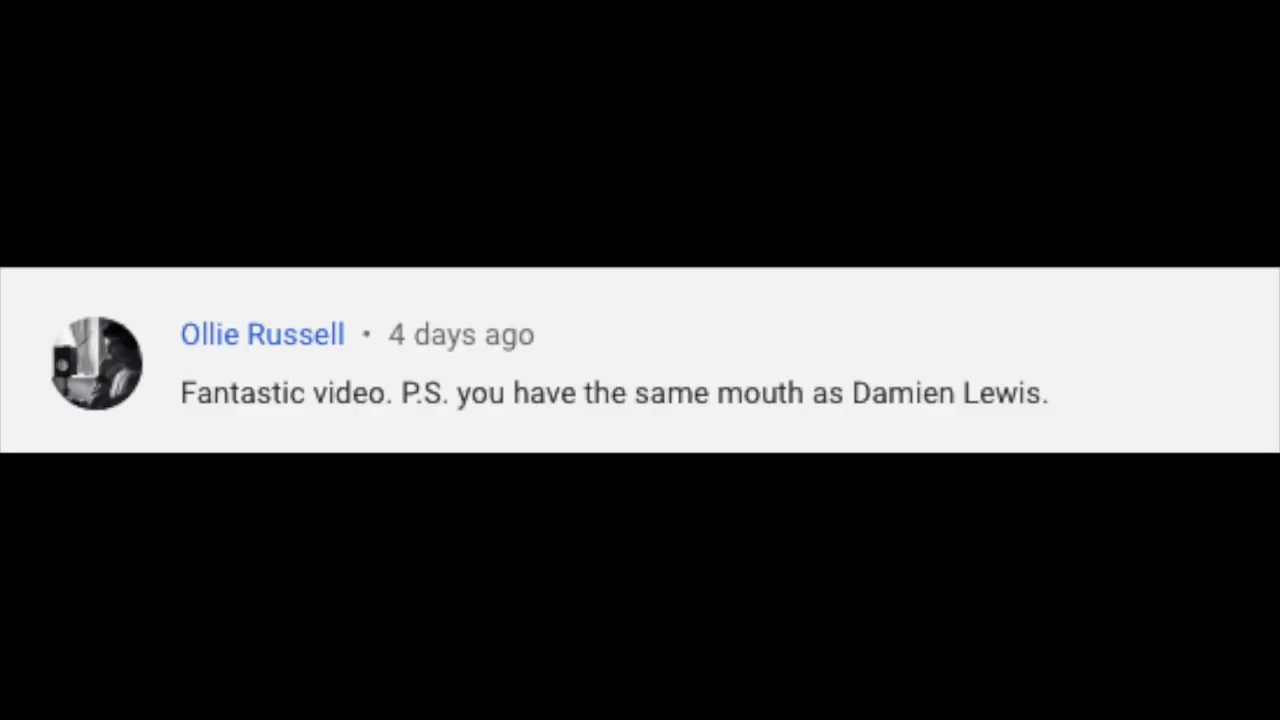 Ollie Russell • 4 days ago
Fantastic video. P.S. you have the same mouth as Damien Lewis.